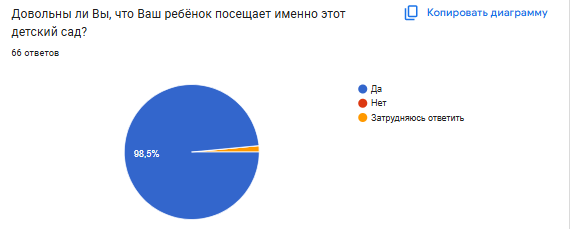 Довольны ли Вы, что Ваш ребёнок посещает именно этот
детский сад?
Копировать диаграмму
66 ответов
98,5%
Да
Нет
Затрудняюсь ответить